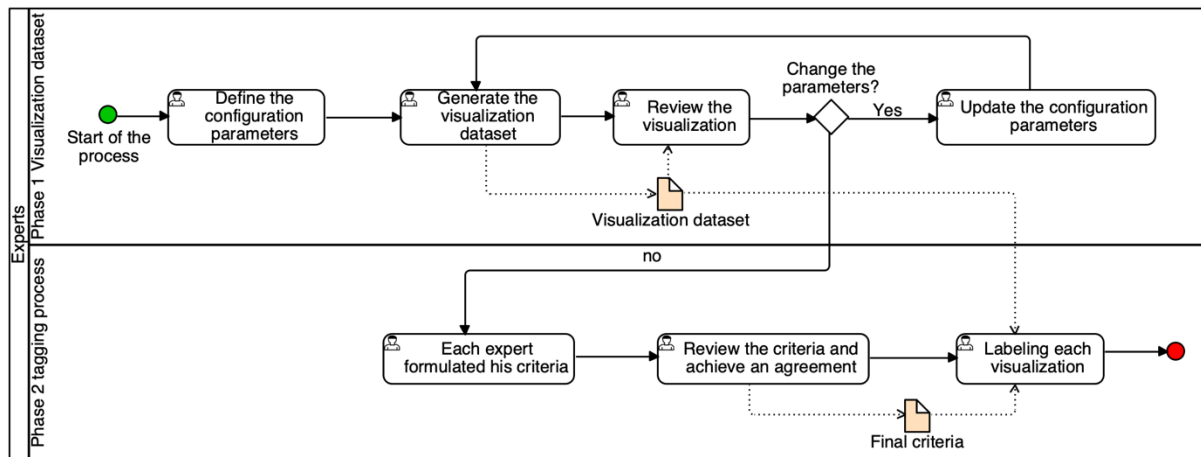 Experts
Phase 1 Visualization dataset
Start of the
process
Define the
configuration
parameters
Generate the
visualization
dataset
Review the
visualization
Change the
parameters?
Yes
Update the configuration
parameters
Visualization dataset
no
Phase 2 tagging process
Each expert
formulated his criteria
Review the criteria and
achieve an agreement
Labeling each
visualization
Final criteria